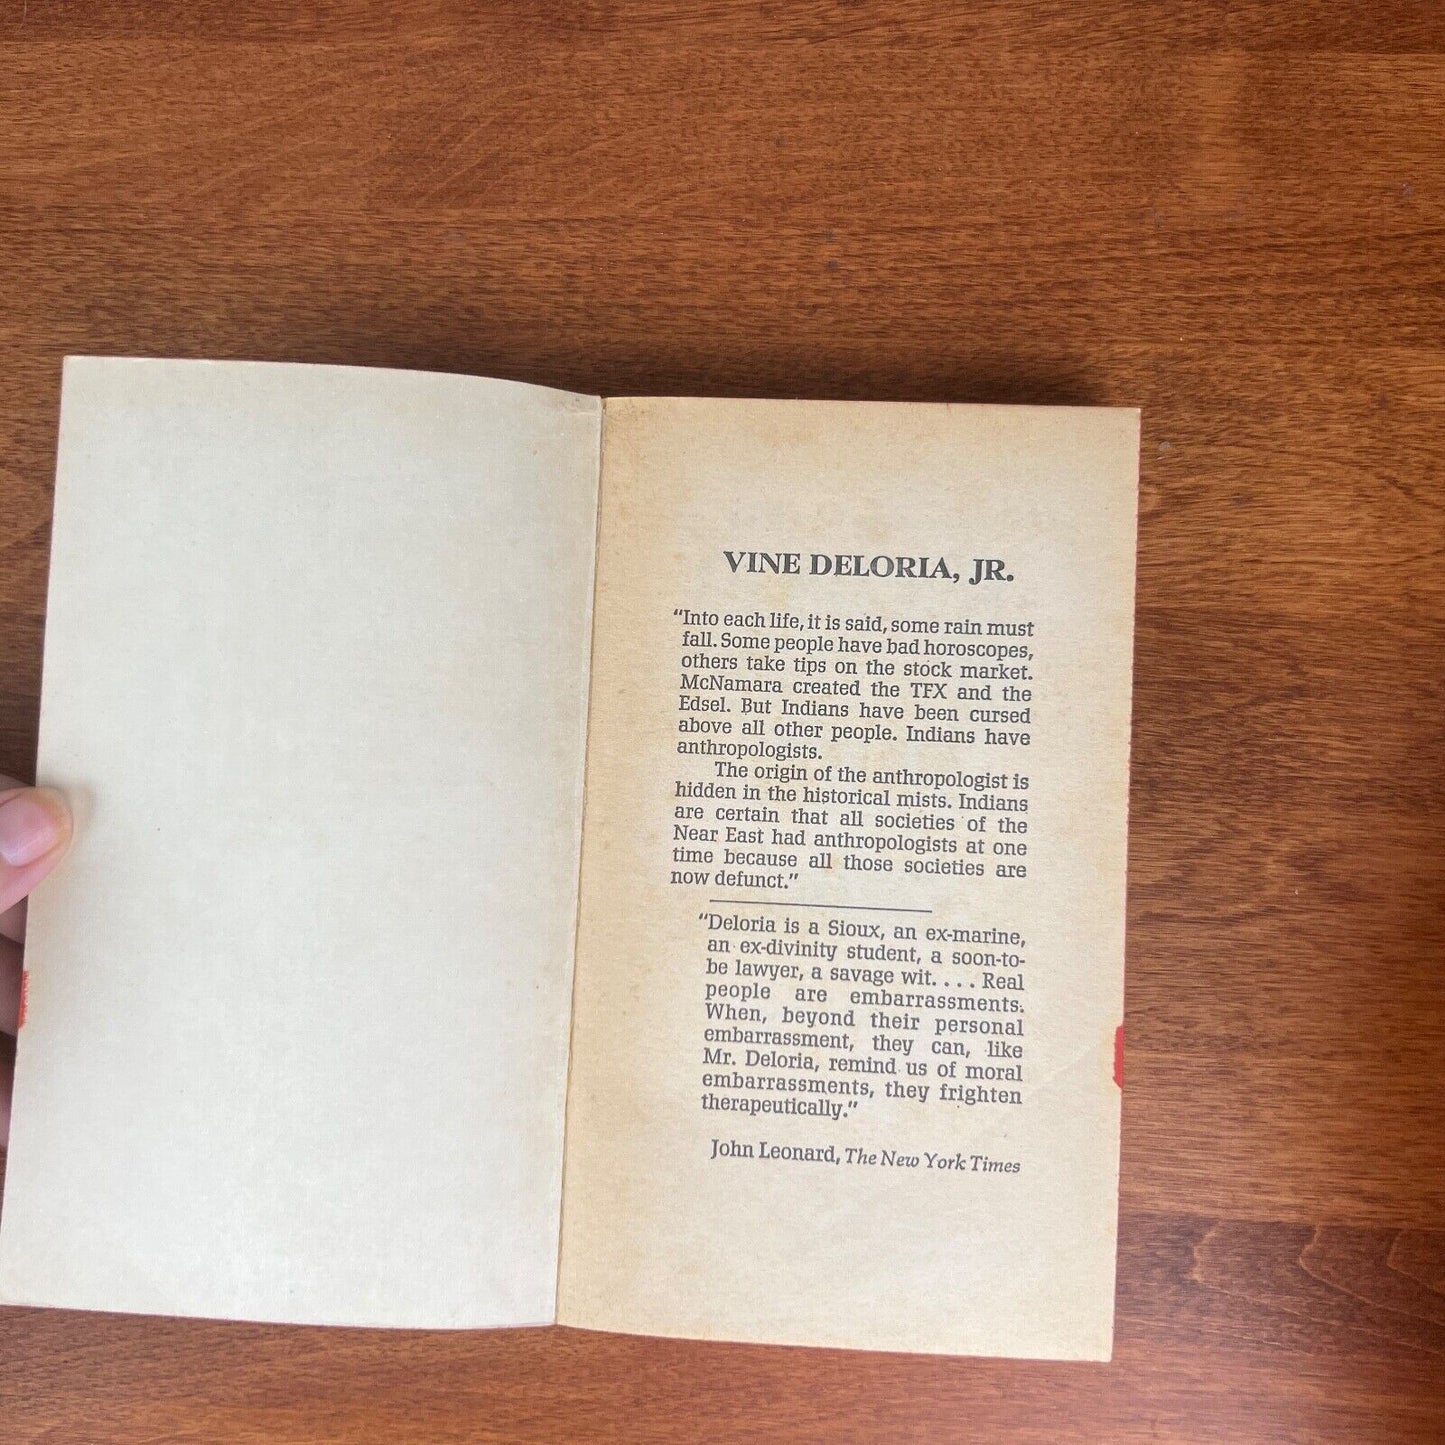 VINE DELORIA, JR.
“Into each life, it is said, some rain must
fall. Some people have bad horoscopes,
others take tips on the stock market.
McNamara created the TFX and the
Edsel. But Indians have been cursed
above all other people. Indians have
anthropologists.
The origin of the anthropologist is
hidden in the historical mists. Indians
are certain that all societies of the
Near East had anthropologists at one
time because all those societies are
now defunct.”
“Deloria is a Sioux, an ex-marine,
an ex-divinity student, a soon-to-
be lawyer, a savage wit. . . . Real
people are embarrassments.
When, beyond their personal
embarrassment, they can, like
Mr. Deloria, remind us of moral
embarrassments, they frighten
therapeutically.”
John Leonard, The New York Times